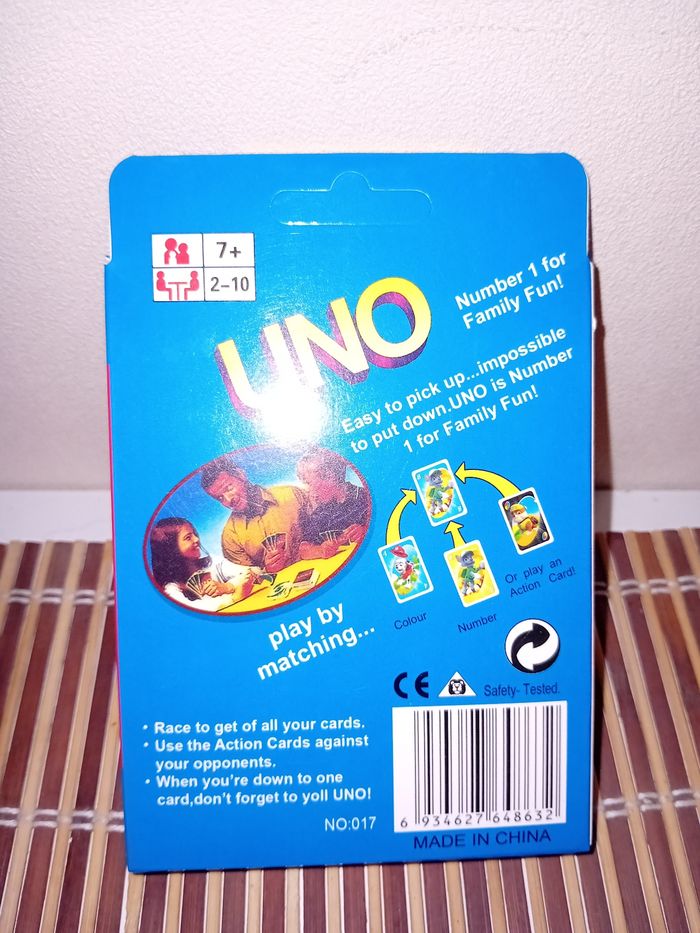 7+
2-10
UNO
Number 1 for
Family Fun!
Easy to pick up...impossible
to put down.UNO is Number
1 for Family Fun!
play by
matching...
Colour
Number
Or play an
Action Card!
CE
Safety- Tested.
• Race to get of all your cards.
• Use the Action Cards against
your opponents.
• When you're down to one
card,don't forget to yoll UNO!
NO:017
6 934627 648632
MADE IN CHINA